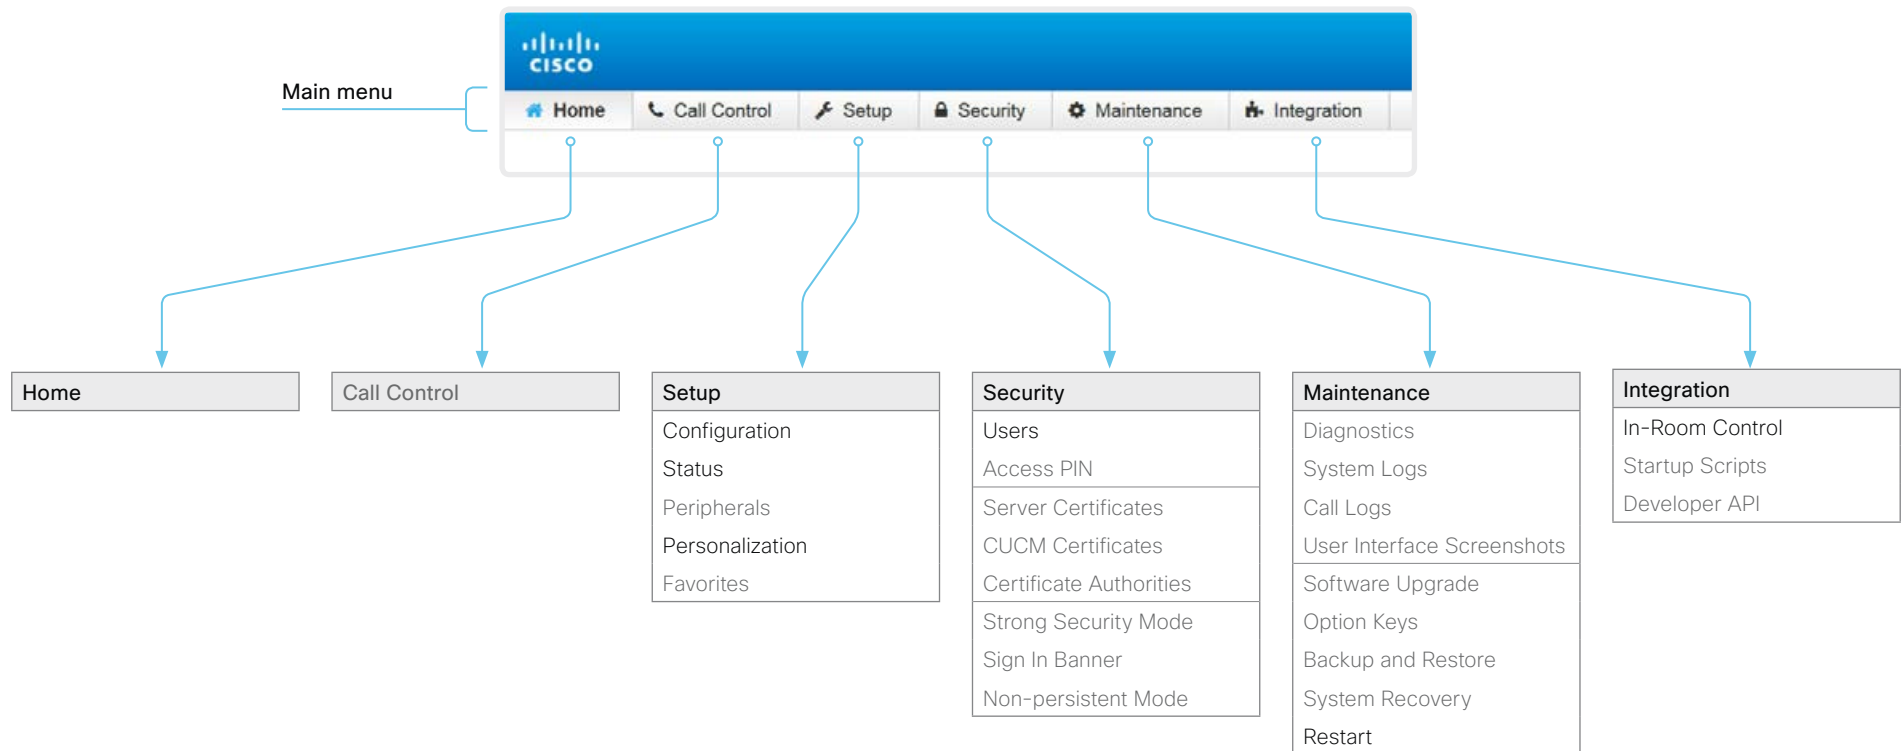 CISCO
Main menu
Home Call Control Setup Security Maintenance Integration
Home
Call Control
Setup
Configuration
Status
Peripherals
Personalization
Favorites
Security
Users
Access PIN
Server Certificates
CUCM Certificates
Certificate Authorities
Strong Security Mode
Sign In Banner
Non-persistent Mode
Maintenance
Diagnostics
System Logs
Call Logs
User Interface Screenshots
Software Upgrade
Option Keys
Backup and Restore
System Recovery
Restart
Integration
In-Room Control
Startup Scripts
Developer API